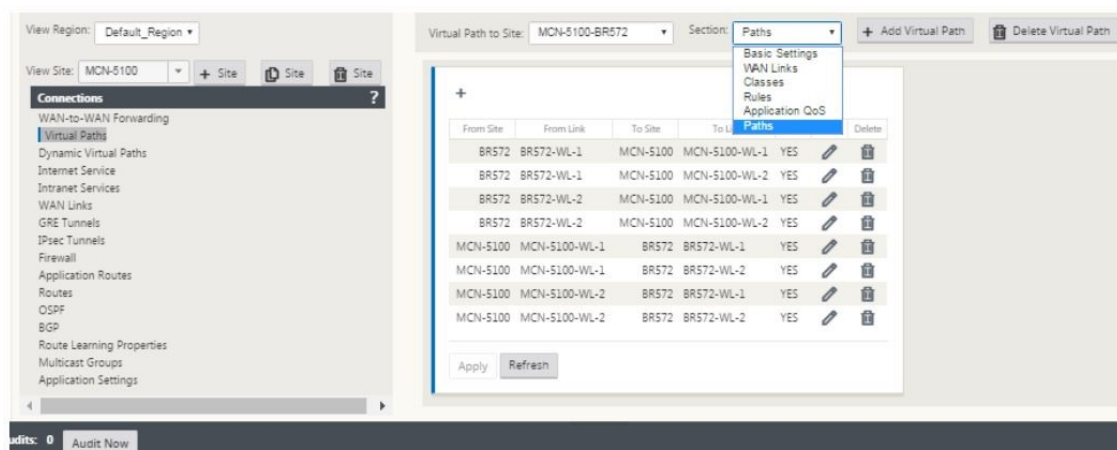 View Region: Default_Region
Virtual Path to Site: MCN-5100-BR572 Section: Paths + Add Virtual Path Delete Virtual Path
Basic Settings
WAN Links
Classes
Rules
Application QoS
Paths
View Site: MCN-5100 + Site Site Site
Connections ?
WAN-to-WAN Forwarding
Virtual Paths
Dynamic Virtual Paths
Internet Service
Intranet Services
WAN Links
GRE Tunnels
IPsec Tunnels
Firewall
Application Routes
Routes
OSPF
BGP
Route Learning Properties
Multicast Groups
Application Settings
+
From Site From Link To Site To Li Delete
BR572 BR572-WL-1 MCN-5100 MCN-5100-WL-1 YES
BR572 BR572-WL-1 MCN-5100 MCN-5100-WL-2 YES
BR572 BR572-WL-2 MCN-5100 MCN-5100-WL-1 YES
BR572 BR572-WL-2 MCN-5100 MCN-5100-WL-2 YES
MCN-5100 MCN-5100-WL-1 BR572 BR572-WL-1 YES
MCN-5100 MCN-5100-WL-1 BR572 BR572-WL-2 YES
MCN-5100 MCN-5100-WL-2 BR572 BR572-WL-1 YES
MCN-5100 MCN-5100-WL-2 BR572 BR572-WL-2 YES
Apply Refresh
udits: 0 Audit Now